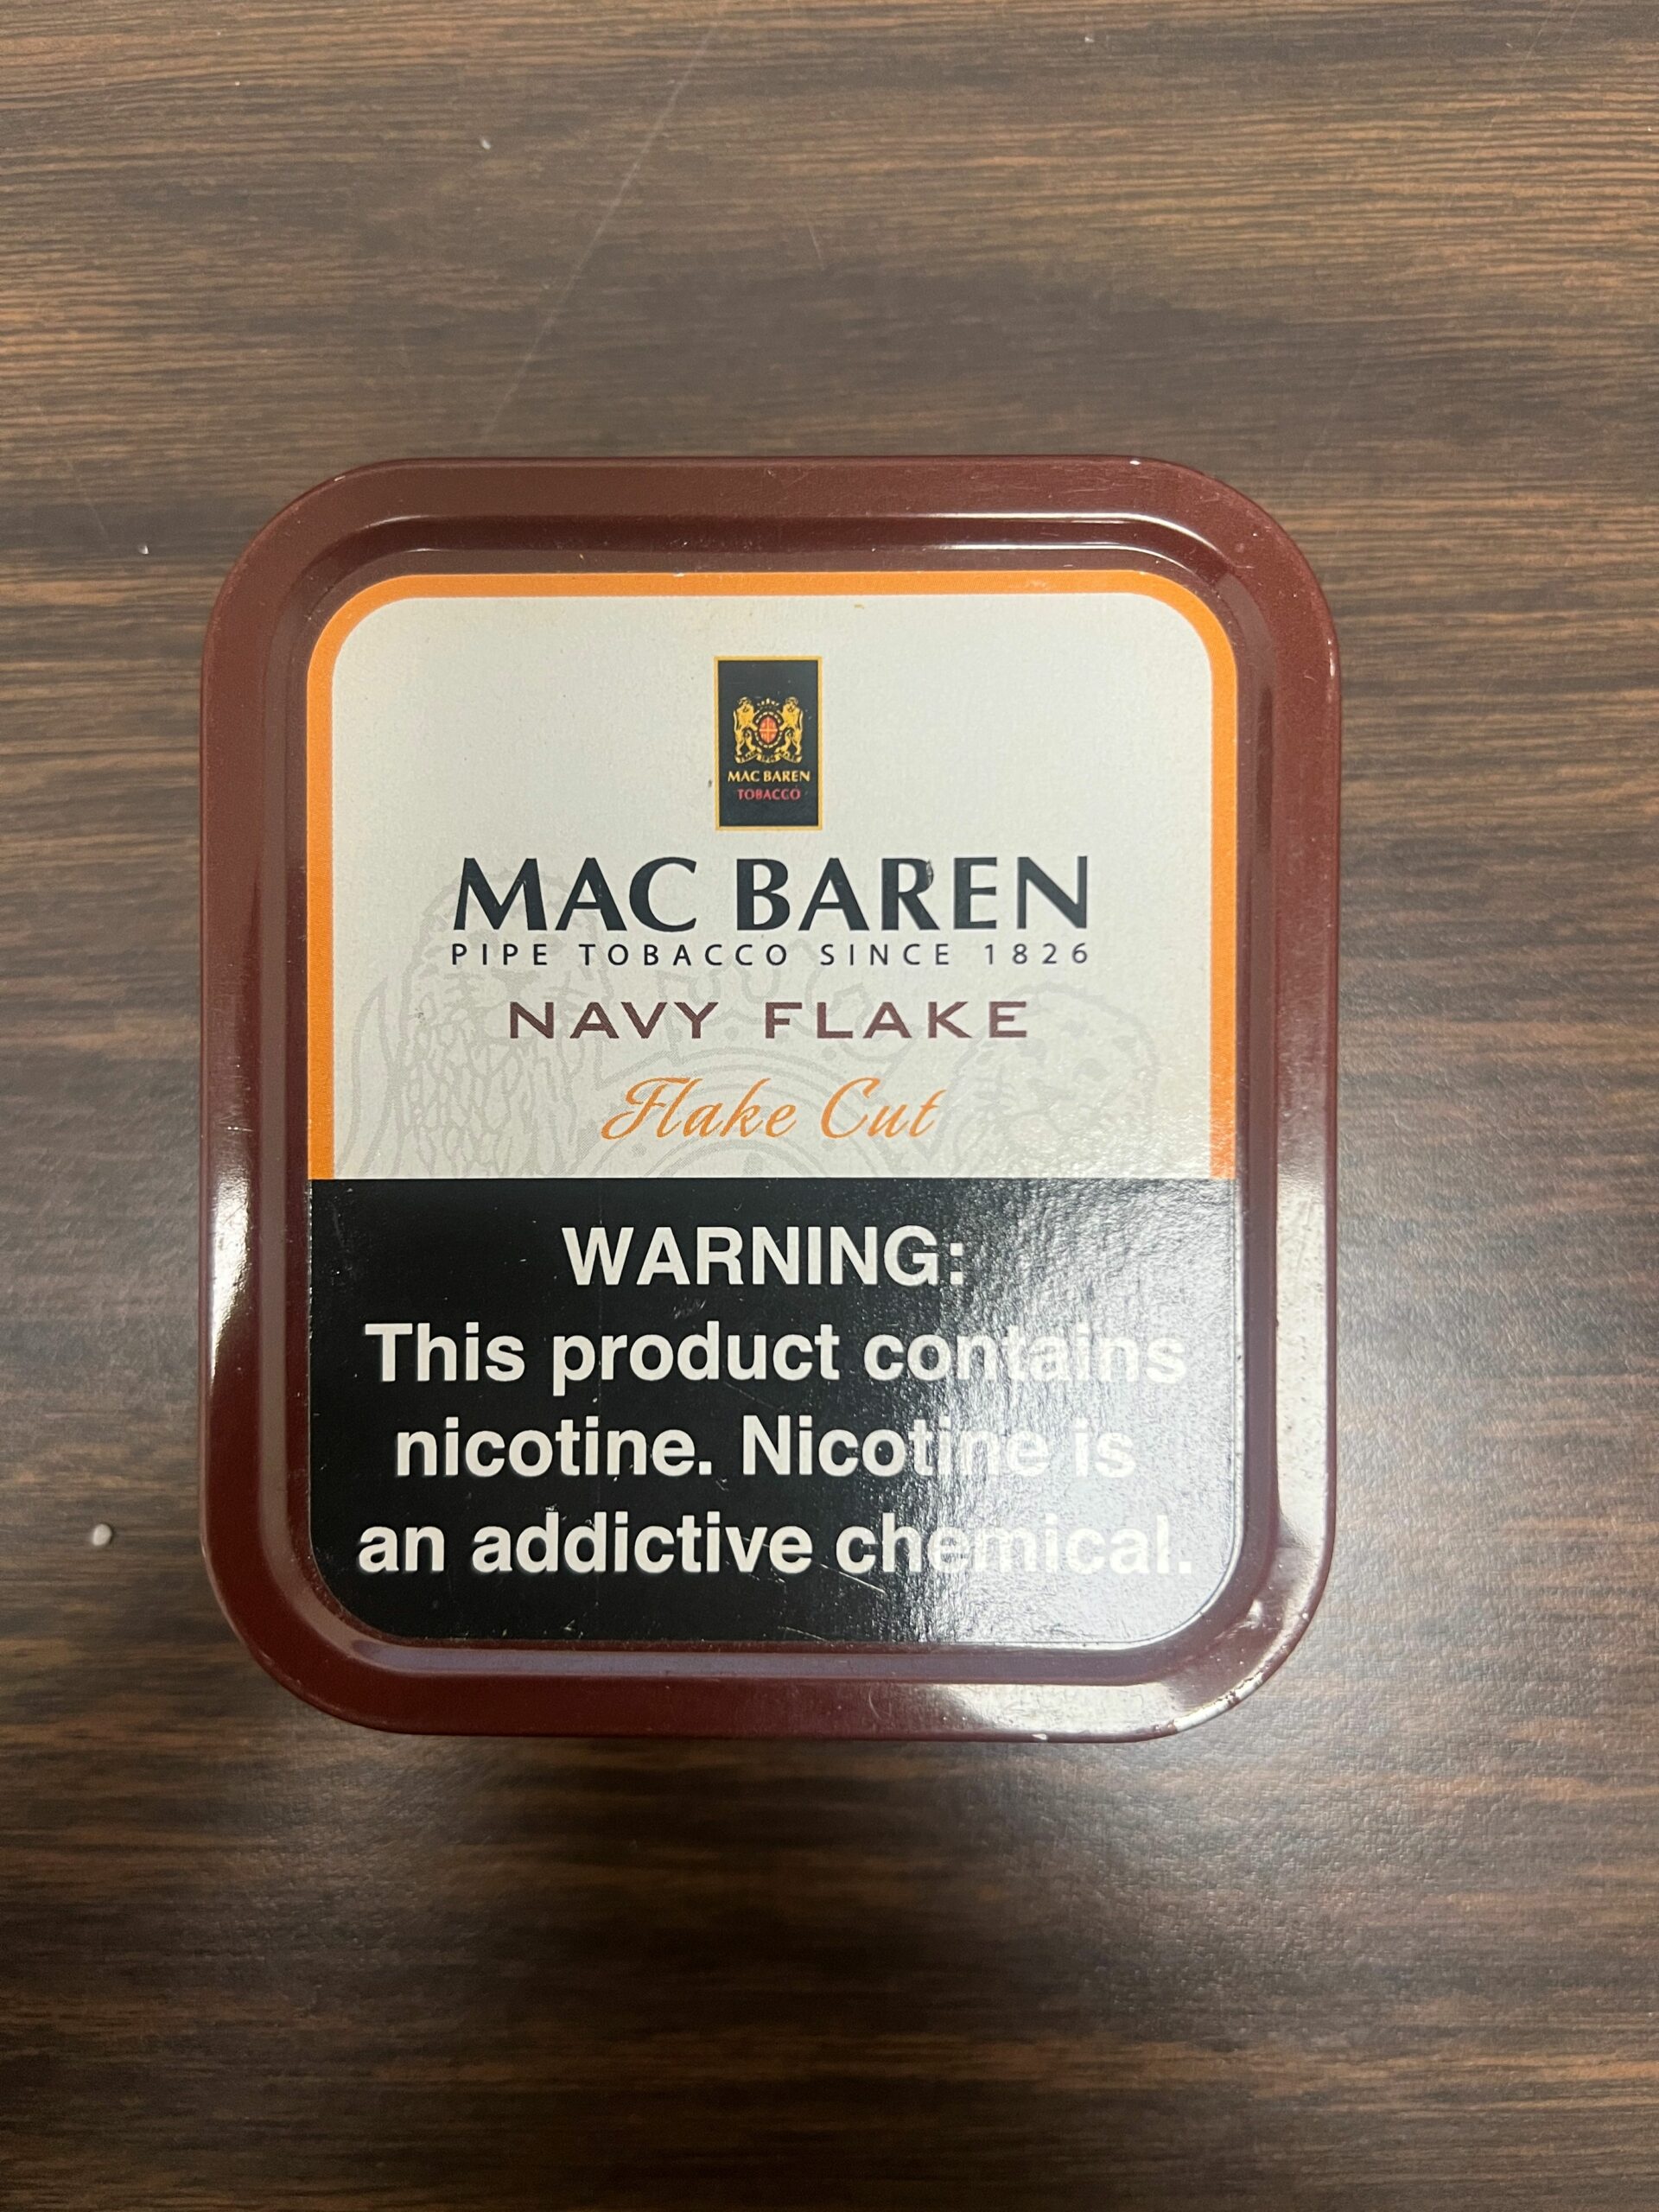 MAC BAREN
TOBACCO
MAC BAREN
PIPE TOBACCO SINCE 1826
NAVY FLAKE
Flake Cut
WARNING:
This product contains
nicotine. Nicotine is
an addictive chemical.